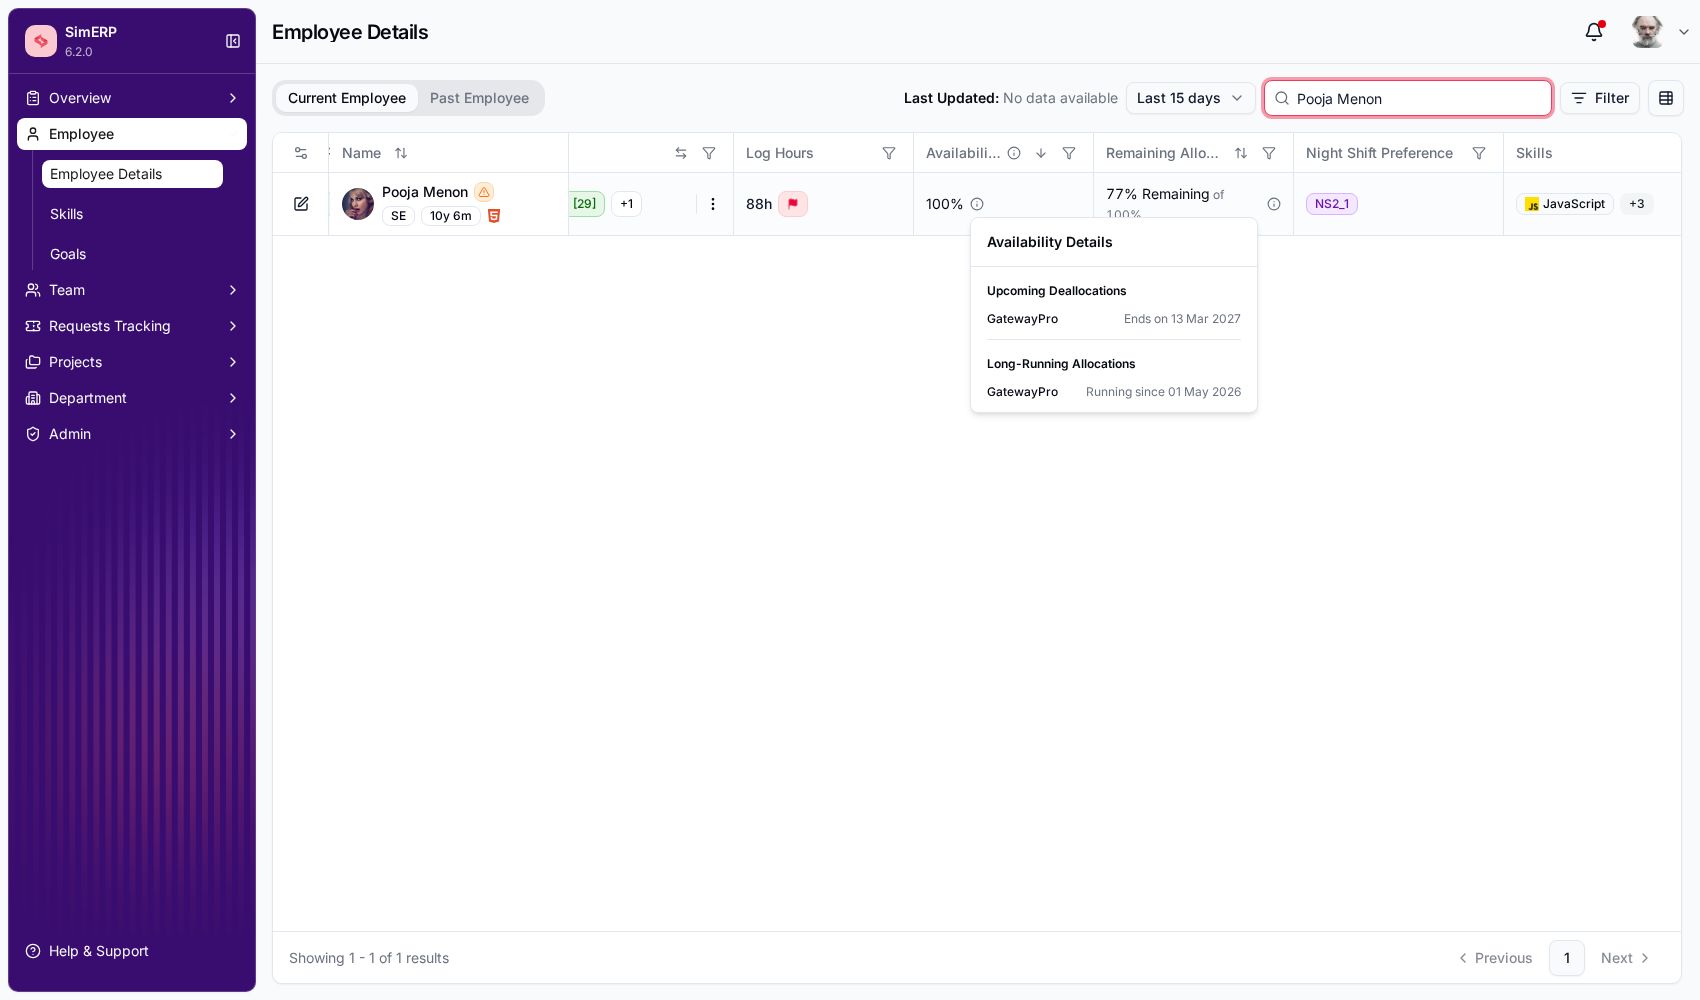 SimERP
6.2.0
Overview
Employee
Employee Details
Skills
Goals
Team
Requests Tracking
Projects
Department
Admin
Help & Support
Employee Details
Current Employee
Past Employee
Last Updated: No data available
Last 15 days
Pooja Menon
Filter
Name
Log Hours
Availabili...
Remaining Allo...
Night Shift Preference
Skills
Pooja Menon
SE
10y 6m
[29]
+1
88h
100%
77% Remaining of
100%
NS2_1
JavaScript
+3
Availability Details
Upcoming Deallocations
GatewayPro
Ends on 13 Mar 2027
Long-Running Allocations
GatewayPro
Running since 01 May 2026
Showing 1 - 1 of 1 results
Previous
1
Next